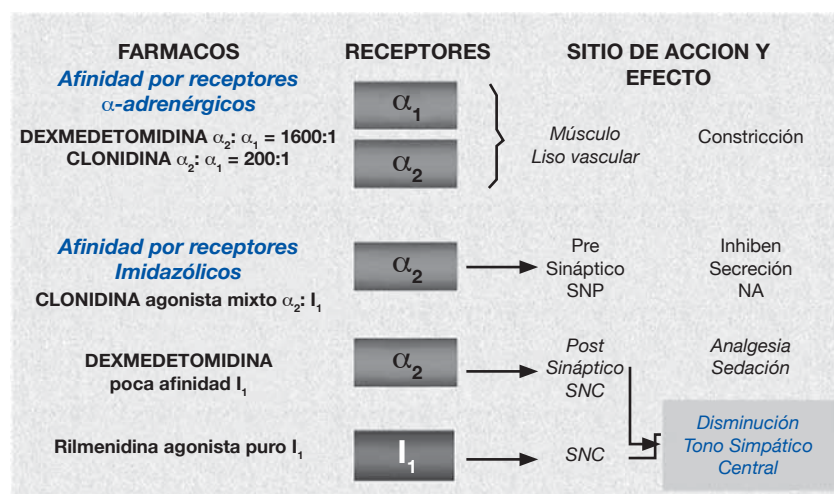 FARMACOS
RECEPTORES
SITIO DE ACCION Y
EFECTO
Afinidad por receptores
α-adrenérgicos
DEXMEDETOMIDINA α₂: α₁ = 1600:1
CLONIDINA α₂: α₁ = 200:1
α₁
α₂
Músculo
Liso vascular
Constricción
Afinidad por receptores
Imidazólicos
CLONIDINA agonista mixto α₂: I₁
α₂
Pre
Sináptico
SNP
Inhiben
Secreción
NA
DEXMEDETOMIDINA
poca afinidad I₁
α₂
Post
Sináptico
SNC
Analgesia
Sedación
Rilmenidina agonista puro I₁
I₁
SNC
Disminución
Tono Simpático
Central